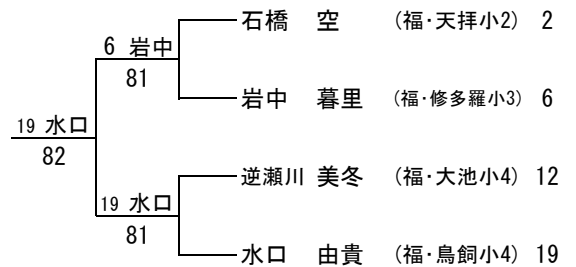 石橋 空 (福・天拝小2) 2
6 岩中
81
岩中 暮里 (福・修多羅小3) 6
19 水口
82
逆瀬川 美冬 (福・大池小4) 12
19 水口
81
水口 由貴 (福・鳥飼小4) 19